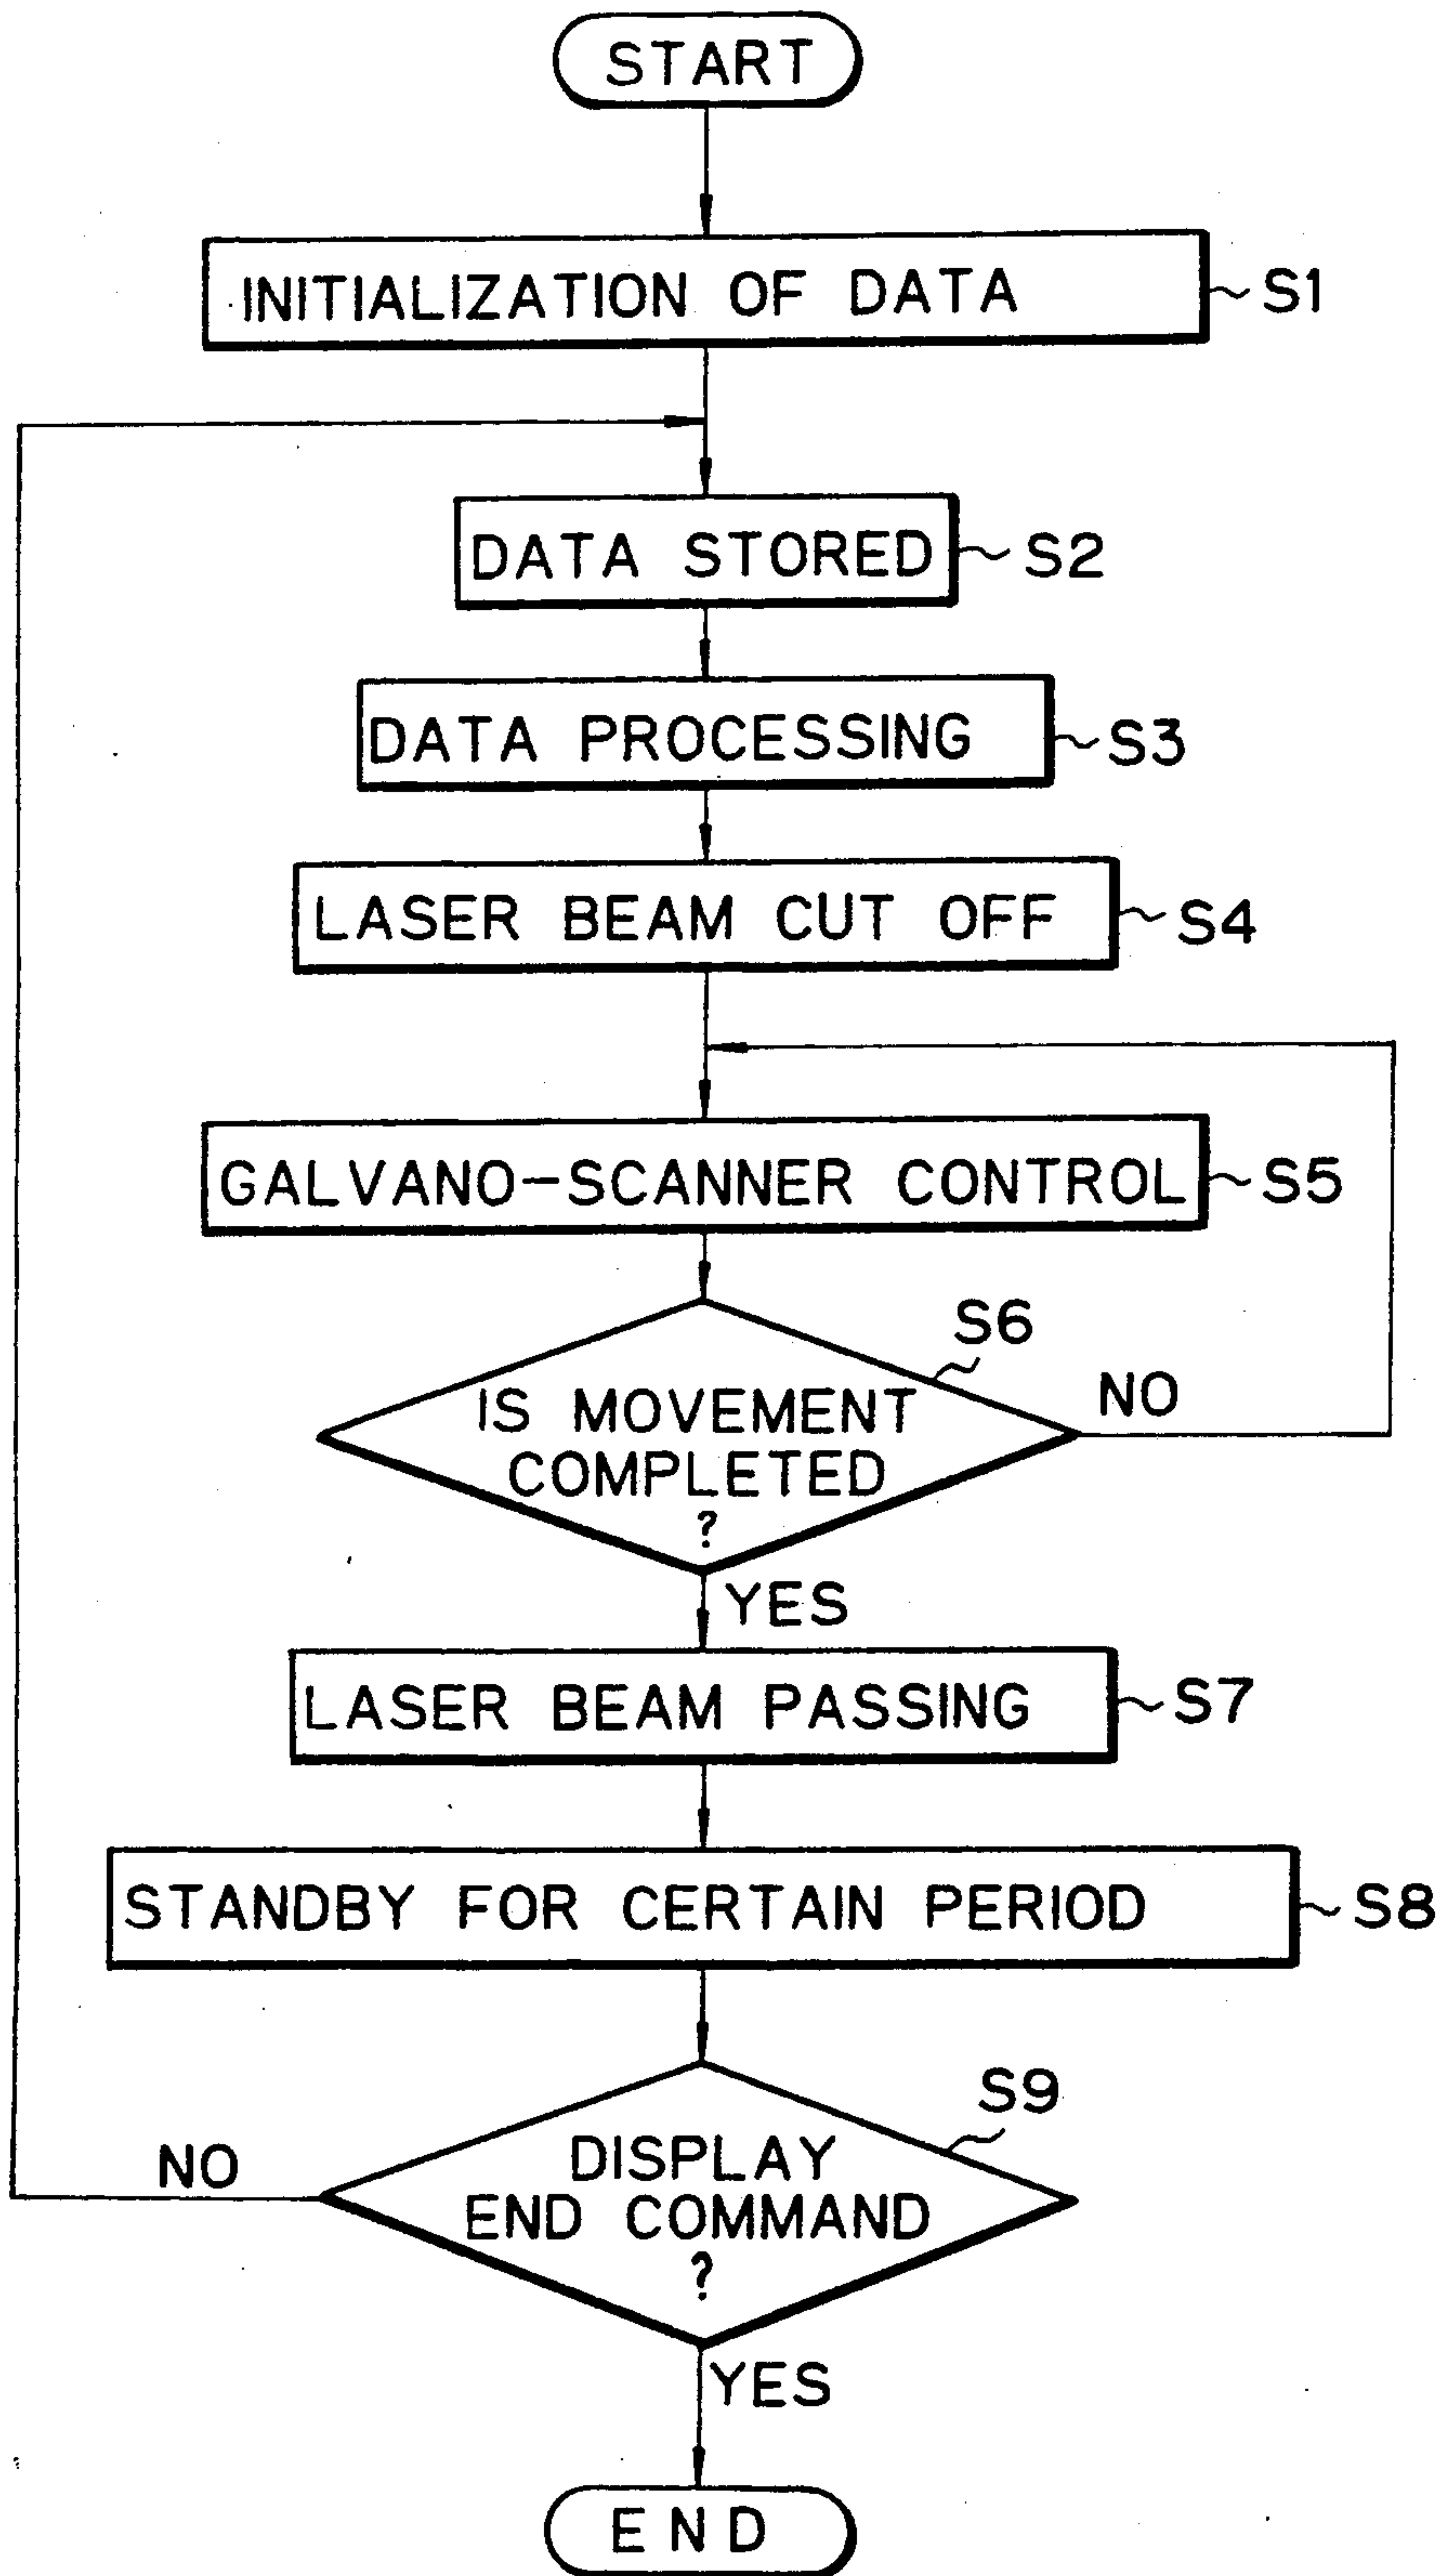 START
INITIALIZATION OF DATA
S1
DATA STORED
S2
DATA PROCESSING
S3
LASER BEAM CUT OFF
S4
GALVANO-SCANNER CONTROL
S5
S6
IS MOVEMENT
COMPLETED
?
NO
YES
LASER BEAM PASSING
S7
STANDBY FOR CERTAIN PERIOD
S8
S9
DISPLAY
END COMMAND
?
NO
YES
END